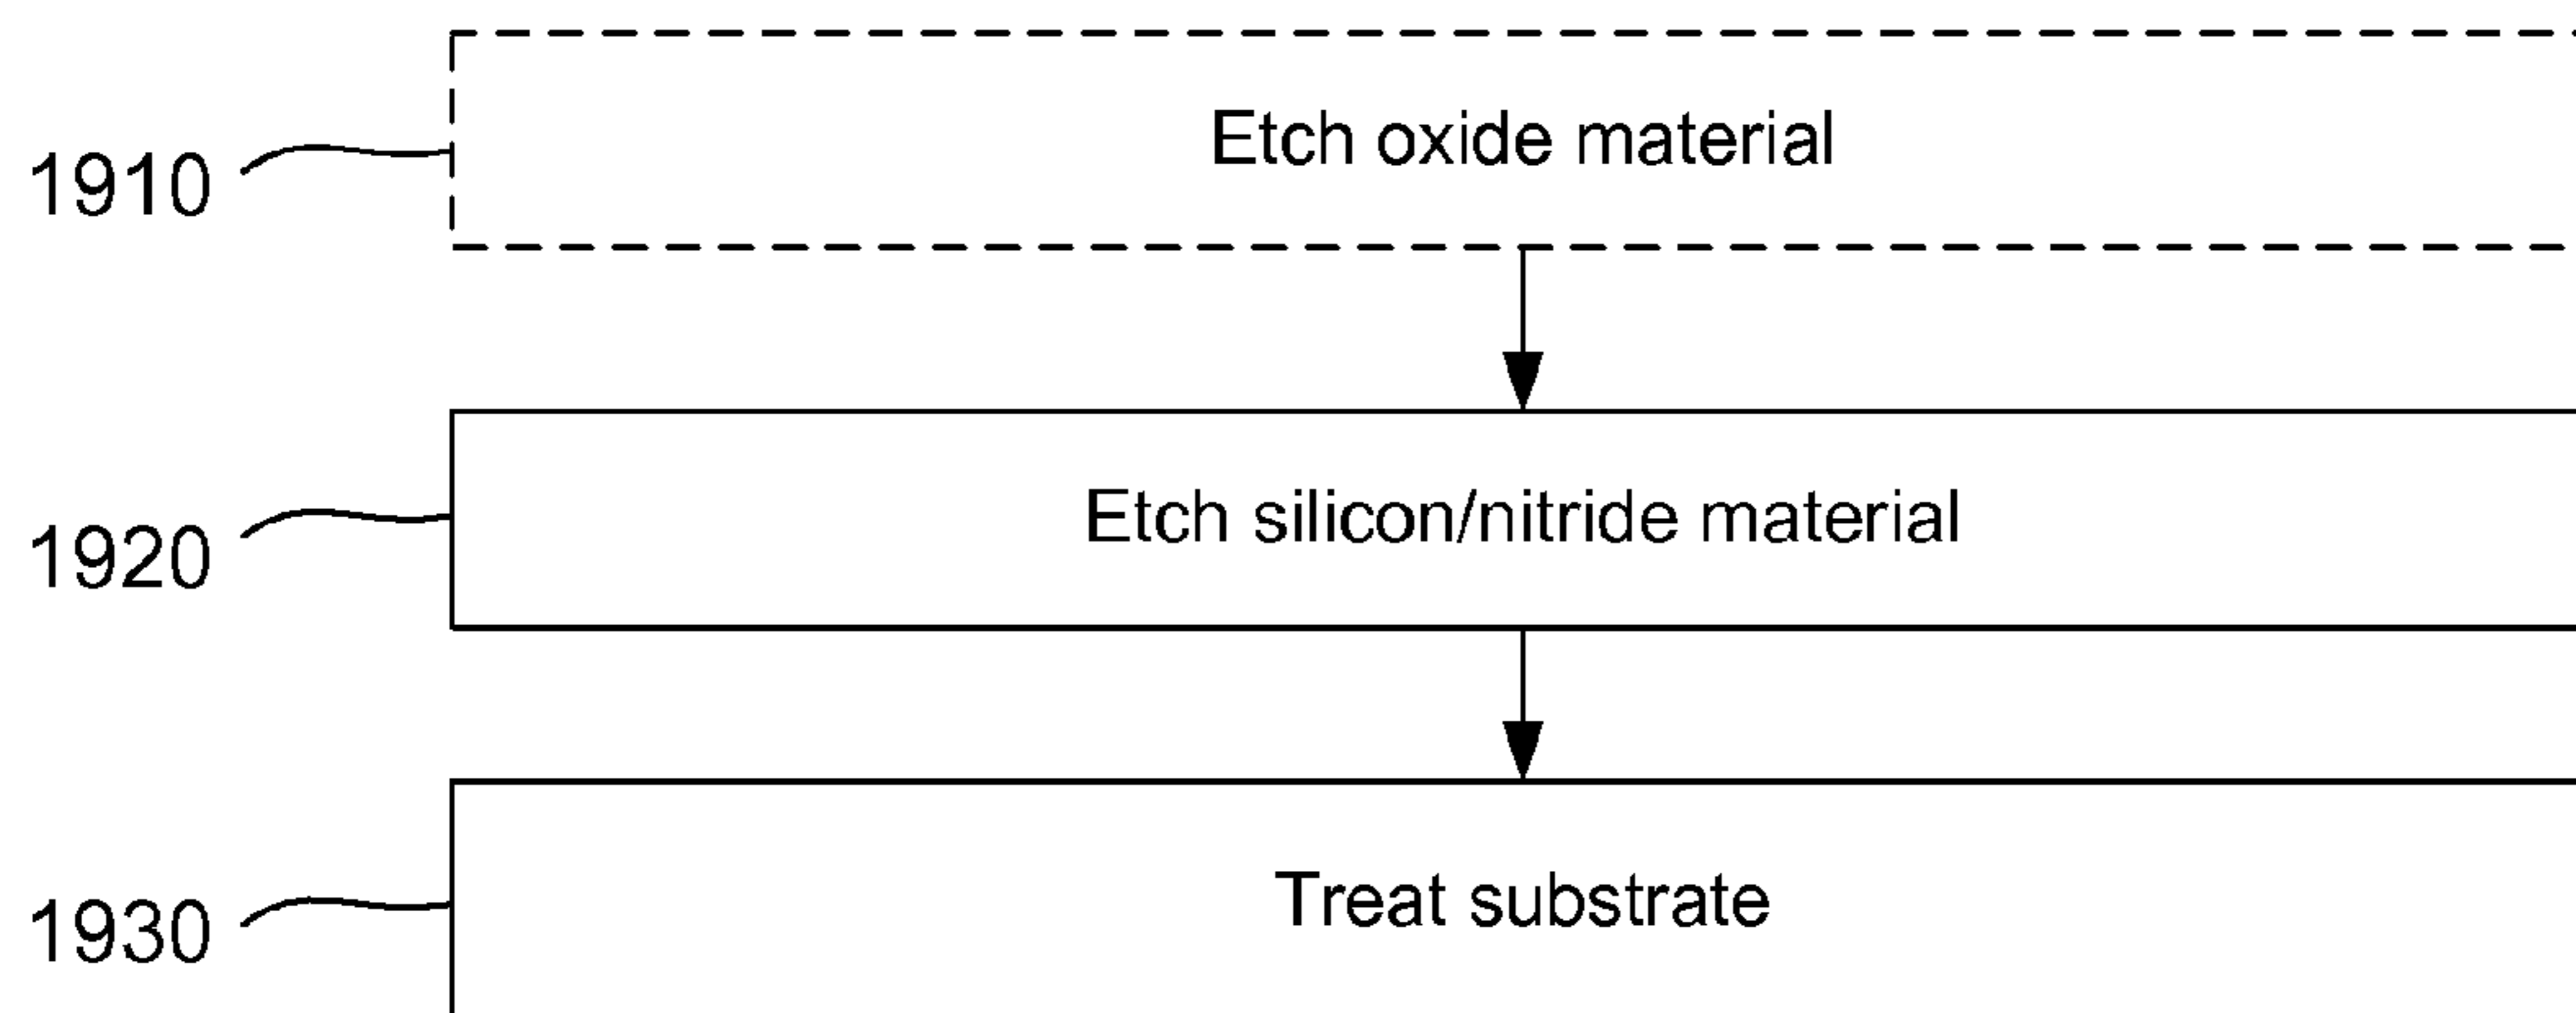 Etch oxide material
1910
Etch silicon/nitride material
1920
Treat substrate
1930